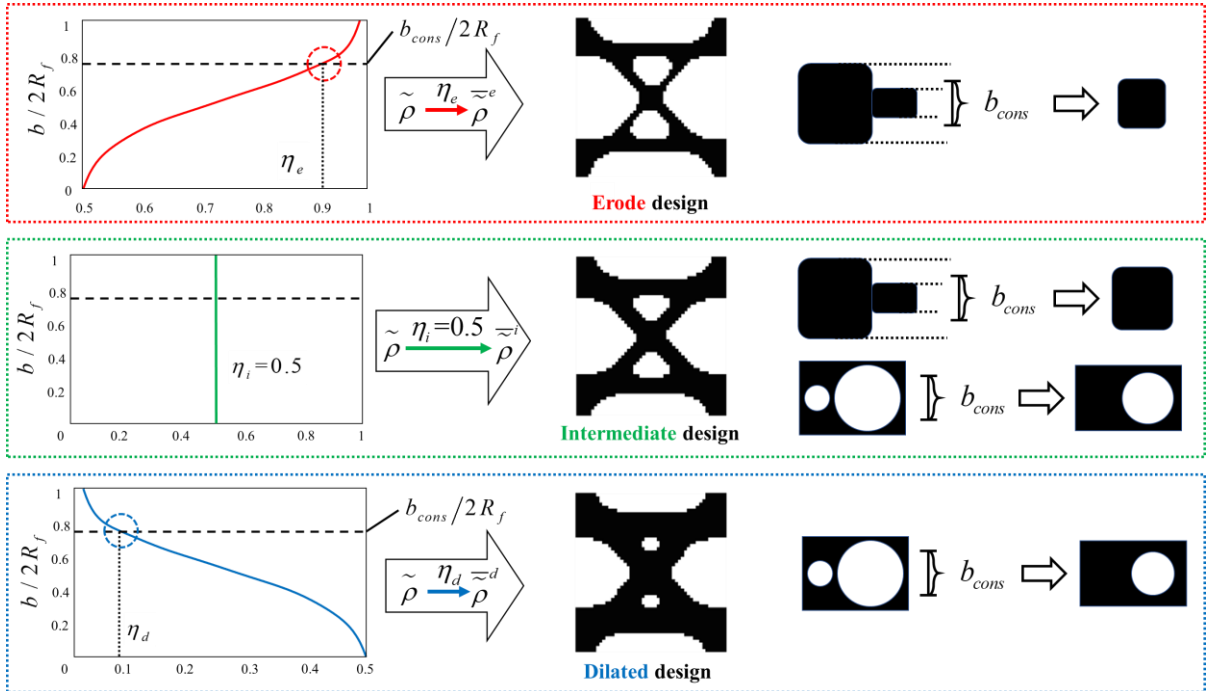 1
0.8
0.6
0.4
0.2
0
b / 2R_f
η_e
0.5 0.6 0.7 0.8 0.9 1
b_cons/2R_f
ρ̃ η_e ρ̃̅^e
Erode design
b_cons
1
0.8
0.6
0.4
0.2
b / 2R_f
η_i=0.5
0 0.2 0.4 0.6 0.8 1
ρ̃ η_i=0.5 ρ̃̅^i
Intermediate design
b_cons
b_cons
1
0.8
0.6
0.4
0.2
0
b / 2R_f
η_d
0 0.1 0.2 0.3 0.4 0.5
b_cons/2R_f
ρ̃ η_d ρ̃̅^d
Dilated design
b_cons